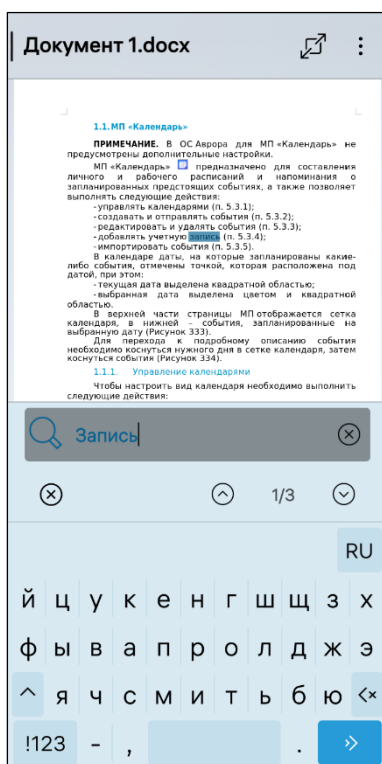 Документ 1.docx
1.1.МП «Календарь»
ПРИМЕЧАНИЕ. В ОС Аврора для МП «Календарь» не
предусмотрены дополнительные настройки.
МП «Календарь» предназначено для составления
личного и рабочего расписаний и напоминания о
запланированных предстоящих событиях, а также позволяет
выполнять следующие действия:
-управлять календарями (п. 5.3.1);
-создавать и отправлять события (п. 5.3.2);
-редактировать и удалять события (п. 5.3.3);
-добавлять учетную запись (п. 5.3.4);
-импортировать события (п. 5.3.5).
В календаре даты, на которые запланированы какие-
либо события, отмечены точкой, которая расположена под
датой, при этом:
-текущая дата выделена квадратной областью;
-выбранная дата выделена цветом и квадратной
областью.
В верхней части страницы МП отображается сетка
календаря, в нижней – события, запланированные на
выбранную дату (Рисунок 333).
Для перехода к подробному описанию события
необходимо коснуться нужного дня в сетке календаря, затем
коснуться события (Рисунок 334).
1.1.1. Управление календарями
Чтобы настроить вид календаря необходимо выполнить
следующие действия:
Запись
1/3
RU
й ц у к е н г ш щ з х
ф ы в а п р о л д ж э
я ч с м и т ь б ю
!123 - , .